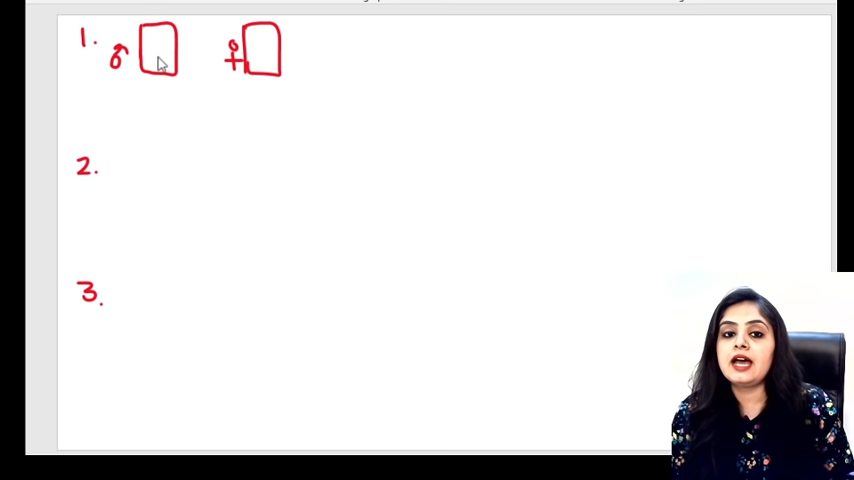 1. ♂ ♀
2.
3.